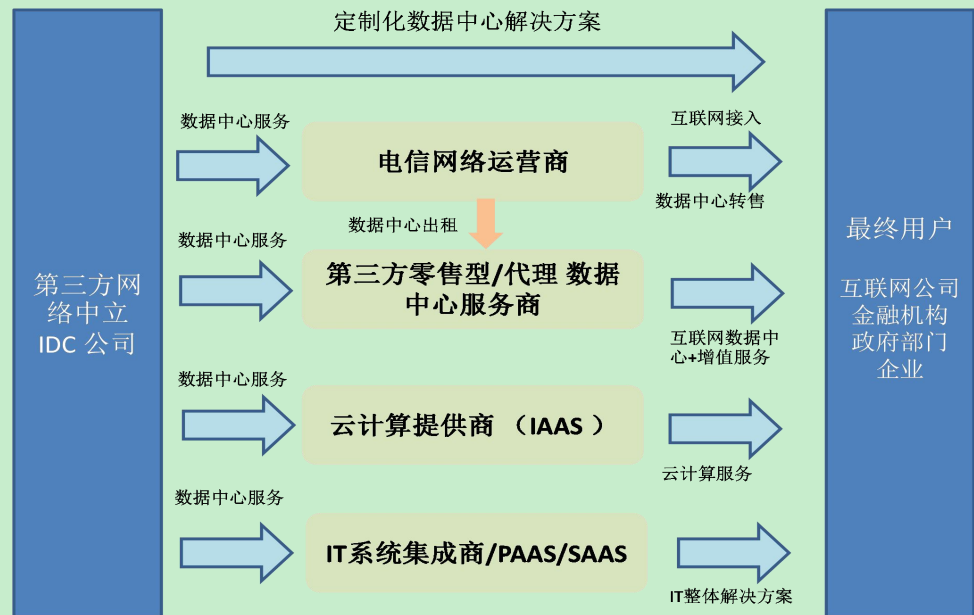 定制化数据中心解决方案
第三方网
络中立
IDC 公司
数据中心服务
电信网络运营商
互联网接入
数据中心转售
数据中心出租
数据中心服务
第三方零售型/代理 数据
中心服务商
互联网数据中
心+增值服务
数据中心服务
云计算提供商 （IAAS ）
云计算服务
数据中心服务
IT系统集成商/PAAS/SAAS
IT整体解决方案
最终用户
互联网公司
金融机构
政府部门
企业